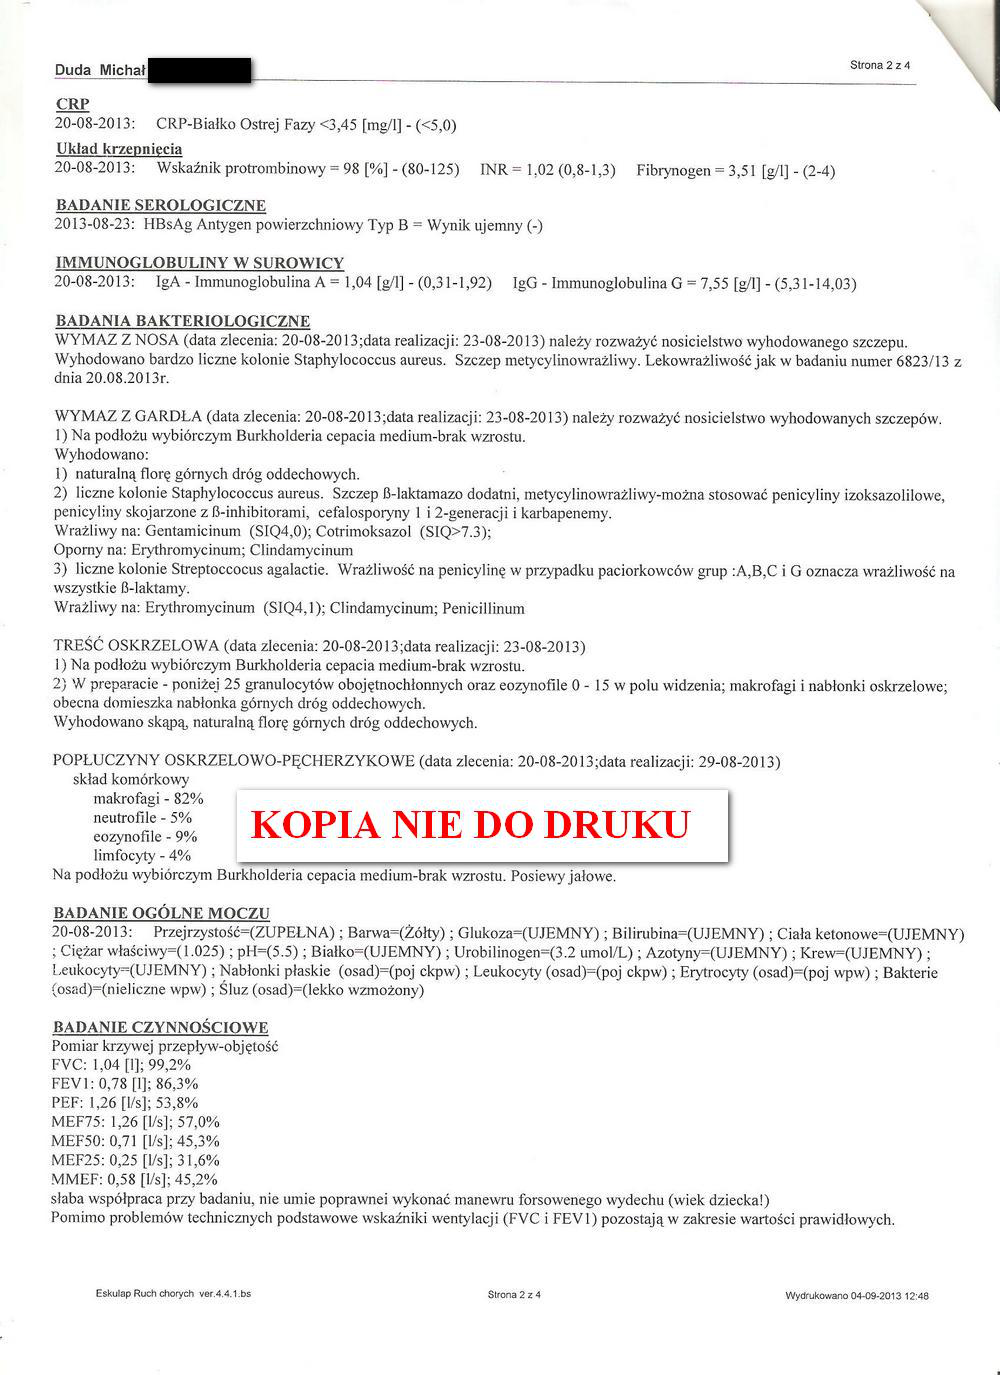 Duda Michał
Strona 2 z 4
CRP
20-08-2013: CRP-Białko Ostrej Fazy <3,45 [mg/l] - (<5,0)
Układ krzepnięcia
20-08-2013: Wskaźnik protrombinowy = 98 [%] - (80-125) INR = 1,02 (0,8-1,3) Fibrynogen = 3,51 [g/l] - (2-4)
BADANIE SEROLOGICZNE
2013-08-23: HBsAg Antygen powierzchniowy Typ B = Wynik ujemny (-)
IMMUNOGLOBULINY W SUROWICY
20-08-2013: IgA - Immunoglobulina A = 1,04 [g/l] - (0,31-1,92) IgG - Immunoglobulina G = 7,55 [g/l] - (5,31-14,03)
BADANIA BAKTERIOLOGICZNE
WYMAZ Z NOSA (data zlecenia: 20-08-2013;data realizacji: 23-08-2013) należy rozważyć nosicielstwo wyhodowanego szczepu.
Wyhodowano bardzo liczne kolonie Staphylococcus aureus. Szczep metycylinowrażliwy. Lekowrażliwość jak w badaniu numer 6823/13 z
dnia 20.08.2013r.
WYMAZ Z GARDŁA (data zlecenia: 20-08-2013;data realizacji: 23-08-2013) należy rozważyć nosicielstwo wyhodowanych szczepów.
1) Na podłożu wybiórczym Burkholderia cepacia medium-brak wzrostu.
Wyhodowano:
1) naturalną florę górnych dróg oddechowych.
2) liczne kolonie Staphylococcus aureus. Szczep ß-laktamazo dodatni, metycylinowrażliwy-można stosować penicyliny izoksazolilowe,
penicyliny skojarzone z ß-inhibitorami, cefalosporyny 1 i 2-generacji i karbapenemy.
Wrażliwy na: Gentamicinum (SIQ4,0); Cotrimoksazol (SIQ>7.3);
Oporny na: Erythromycinum; Clindamycinum
3) liczne kolonie Streptoccocus agalactie. Wrażliwość na penicylinę w przypadku paciorkowców grup :A,B,C i G oznacza wrażliwość na
wszystkie ß-laktamy.
Wrażliwy na: Erythromycinum (SIQ4,1); Clindamycinum; Penicillinum
TREŚĆ OSKRZELOWA (data zlecenia: 20-08-2013;data realizacji: 23-08-2013)
1) Na podłożu wybiórczym Burkholderia cepacia medium-brak wzrostu.
2) W preparacie - poniżej 25 granulocytów obojętnochłonnych oraz eozynofile 0 - 15 w polu widzenia; makrofagi i nabłonki oskrzelowe;
obecna domieszka nabłonka górnych dróg oddechowych.
Wyhodowano skąpą, naturalną florę górnych dróg oddechowych.
POPŁUCZYNY OSKRZELOWO-PĘCHERZYKOWE (data zlecenia: 20-08-2013;data realizacji: 29-08-2013)
skład komórkowy
makrofagi - 82%
neutrofile - 5%
eozynofile - 9%
limfocyty - 4%
KOPIA NIE DO DRUKU
Na podłożu wybiórczym Burkholderia cepacia medium-brak wzrostu. Posiewy jałowe.
BADANIE OGÓLNE MOCZU
20-08-2013: Przejrzystość=(ZUPEŁNA) ; Barwa=(Żółty) ; Glukoza=(UJEMNY) ; Bilirubina=(UJEMNY) ; Ciała ketonowe=(UJEMNY)
; Ciężar właściwy=(1.025) ; pH=(5.5) ; Białko=(UJEMNY) ; Urobilinogen=(3.2 umol/L) ; Azotyny=(UJEMNY) ; Krew=(UJEMNY) ;
Leukocyty=(UJEMNY) ; Nabłonki płaskie (osad)=(poj ckpw) ; Leukocyty (osad)=(poj ckpw) ; Erytrocyty (osad)=(poj wpw) ; Bakterie
(osad)=(nieliczne wpw) ; Śluz (osad)=(lekko wzmożony)
BADANIE CZYNNOŚCIOWE
Pomiar krzywej przepływ-objętość
FVC: 1,04 [l]; 99,2%
FEV1: 0,78 [l]; 86,3%
PEF: 1,26 [l/s]; 53,8%
MEF75: 1,26 [l/s]; 57,0%
MEF50: 0,71 [l/s]; 45,3%
MEF25: 0,25 [l/s]; 31,6%
MMEF: 0,58 [l/s]; 45,2%
słaba współpraca przy badaniu, nie umie poprawnei wykonać manewru forsowenego wydechu (wiek dziecka!)
Pomimo problemów technicznych podstawowe wskaźniki wentylacji (FVC i FEV1) pozostają w zakresie wartości prawidłowych.
Eskulap Ruch chorych ver.4.4.1.bs
Strona 2 z 4
Wydrukowano 04-09-2013 12:48